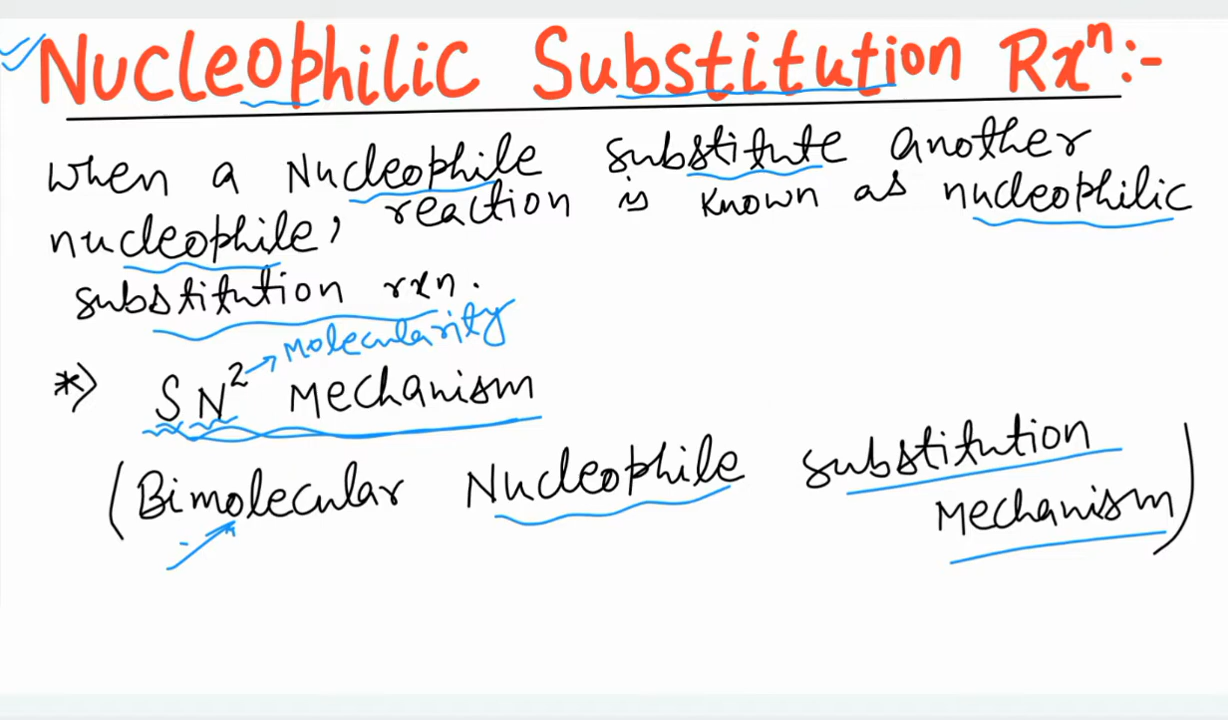 Nucleophilic Substitution Rxⁿ:-
when a Nucleophile substitute another
nucleophile, reaction is known as nucleophilic
substitution rxn.
Molecularity
*) SN² Mechanism
(Bimolecular Nucleophile substitution
Mechanism)